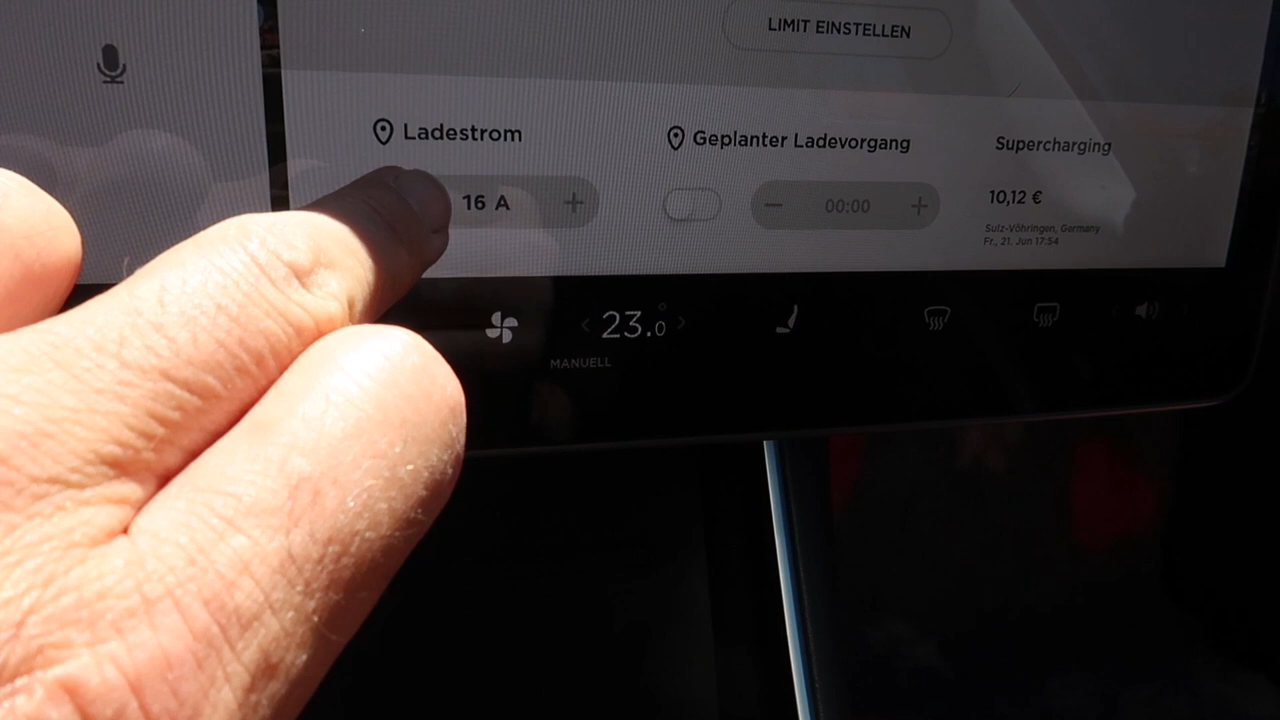 LIMIT EINSTELLEN
Ladestrom
Geplanter Ladevorgang
Supercharging
16 A +
− 00:00 +
10,12 €
Sulz-Vöhringen, Germany
Fr., 21. Jun 17:54
< 23.0° >
MANUELL